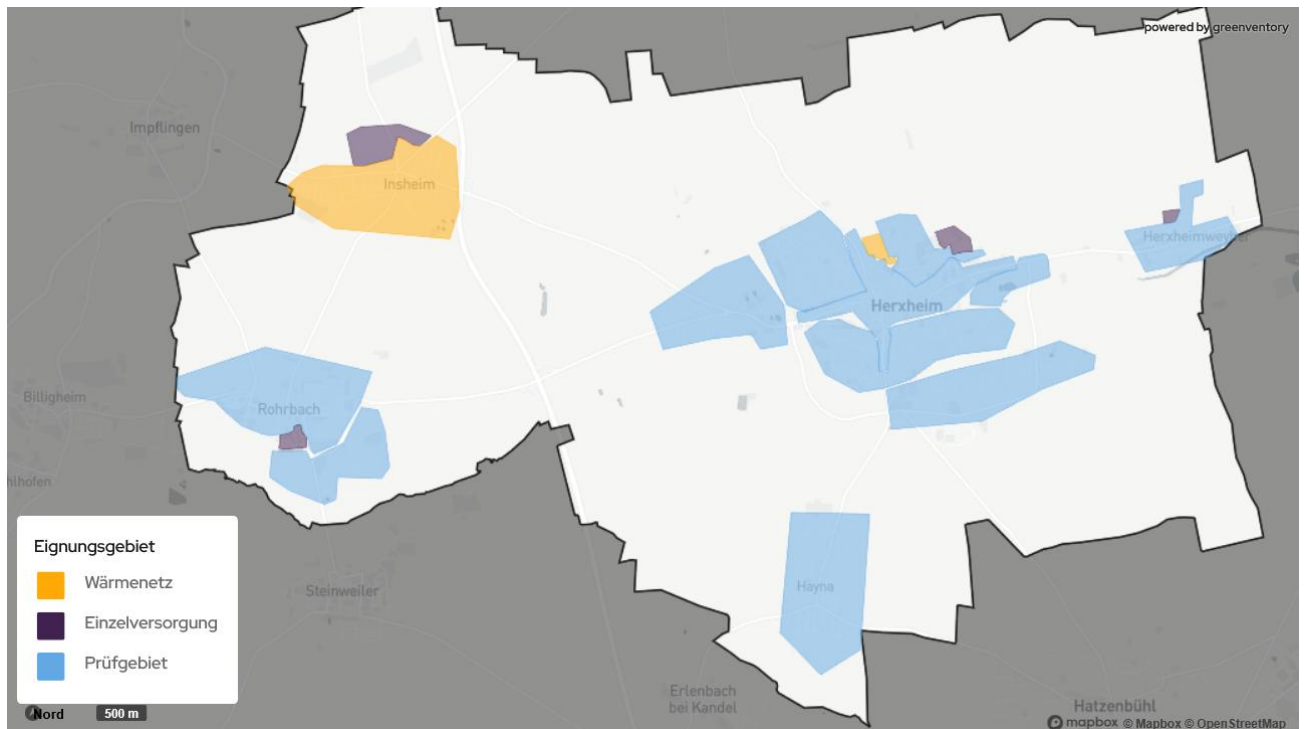 powered by greenventory
Impflingen
Insheim
Herxheimweyher
Herxheim
Billigheim
Rohrbach
hlhofen
Eignungsgebiet
Wärmenetz
Einzelversorgung
Prüfgebiet
Steinweiler
Hayna
Erlenbach
bei Kandel
Hatzenbühl
Nord
500 m
mapbox © Mapbox © OpenStreetMap